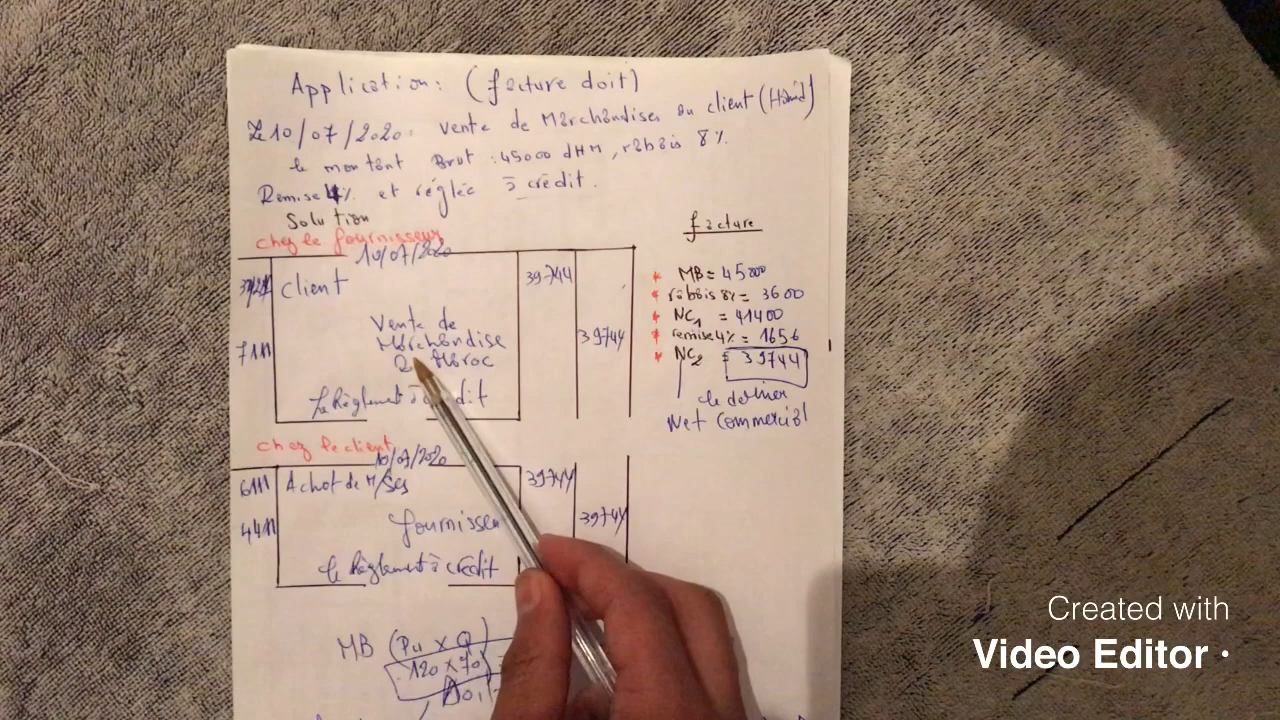 Application: (facture doit)
Le 10/07/2020: vente de Marchandises au client (Hamid)
le montant Brut: 45000 dHM, rabais 8%
Remise 4% et réglée à crédit.
Solution
chez le fournisseur
10/07/2020
Client 39744
Vente de
Marchandise
7111 39744
au Maroc
Le Règlement à crédit
facture
* MB = 45000
* rabais 8% = 3600
* NC1 = 41400
* remise 4% = 1656
* NC2 = 39744
le dernier
Net Commercial
chez le client
10/07/2020
6111 Achat de M/ses 39744
4411 fournisseu 39744
le Règlement à crédit
MB (Pu x Q)
120 x 70
Doi
Created with
Video Editor